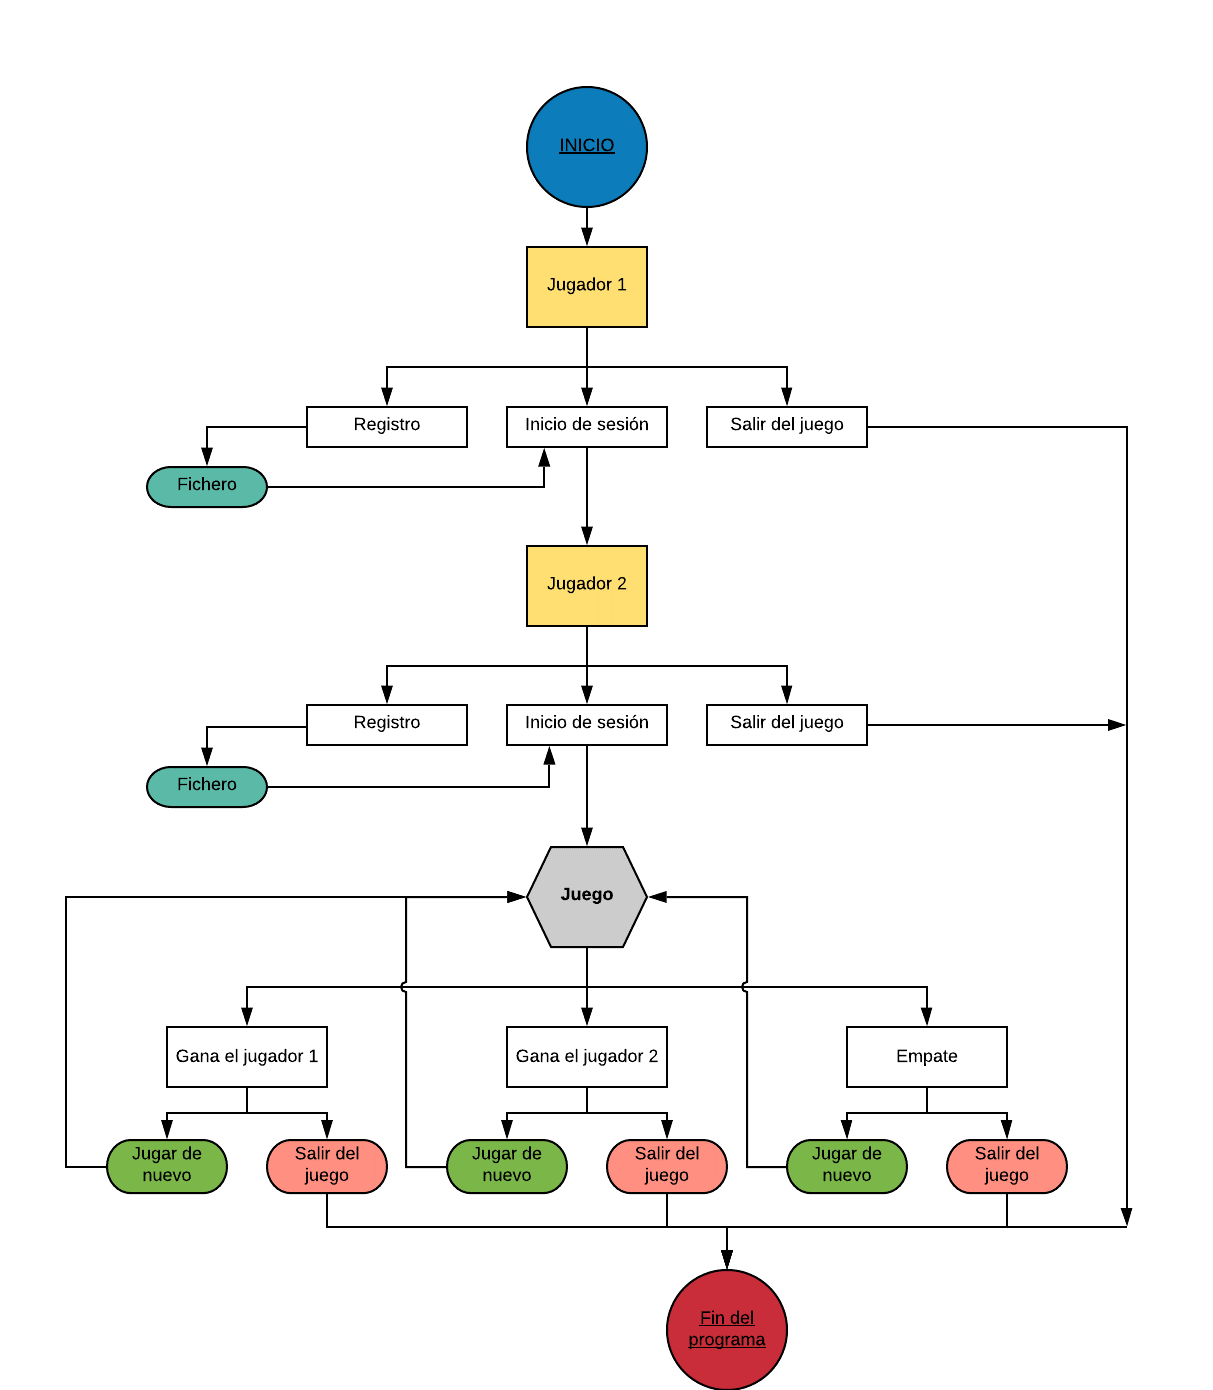 INICIO
Jugador 1
Registro
Inicio de sesión
Salir del juego
Fichero
Jugador 2
Registro
Inicio de sesión
Salir del juego
Fichero
Juego
Gana el jugador 1
Gana el jugador 2
Empate
Jugar de
nuevo
Salir del
juego
Jugar de
nuevo
Salir del
juego
Jugar de
nuevo
Salir del
juego
Fin del
programa